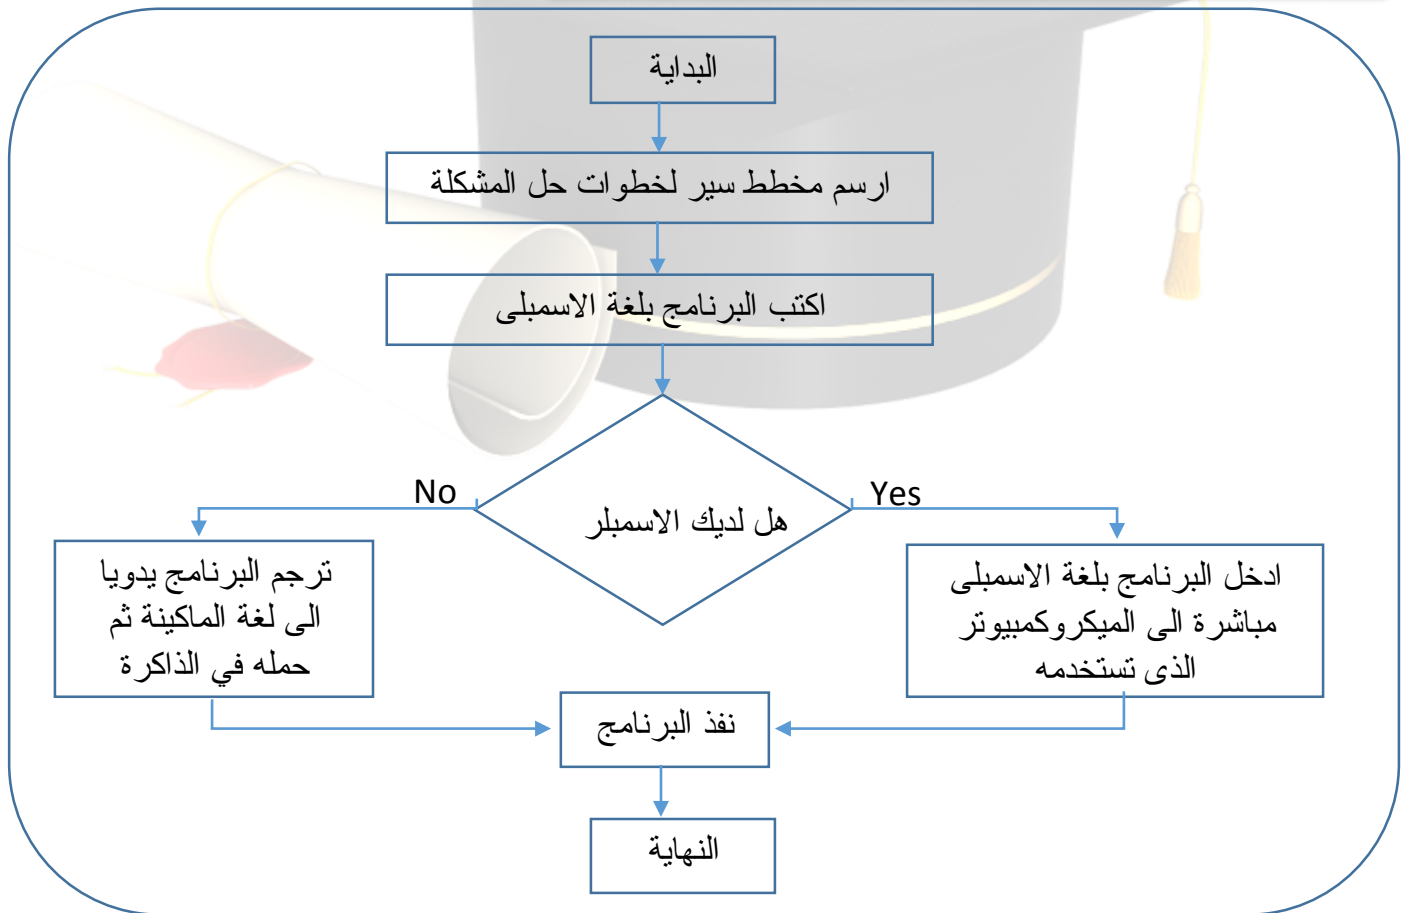 البداية
ارسم مخطط سير لخطوات حل المشكلة
اكتب البرنامج بلغة الاسمبلى
هل لديك الاسمبلر
Yes
No
ادخل البرنامج بلغة الاسمبلى
مباشرة الى الميكروكمبيوتر
الذى تستخدمه
ترجم البرنامج يدويا
الى لغة الماكينة ثم
حمله في الذاكرة
نفذ البرنامج
النهاية